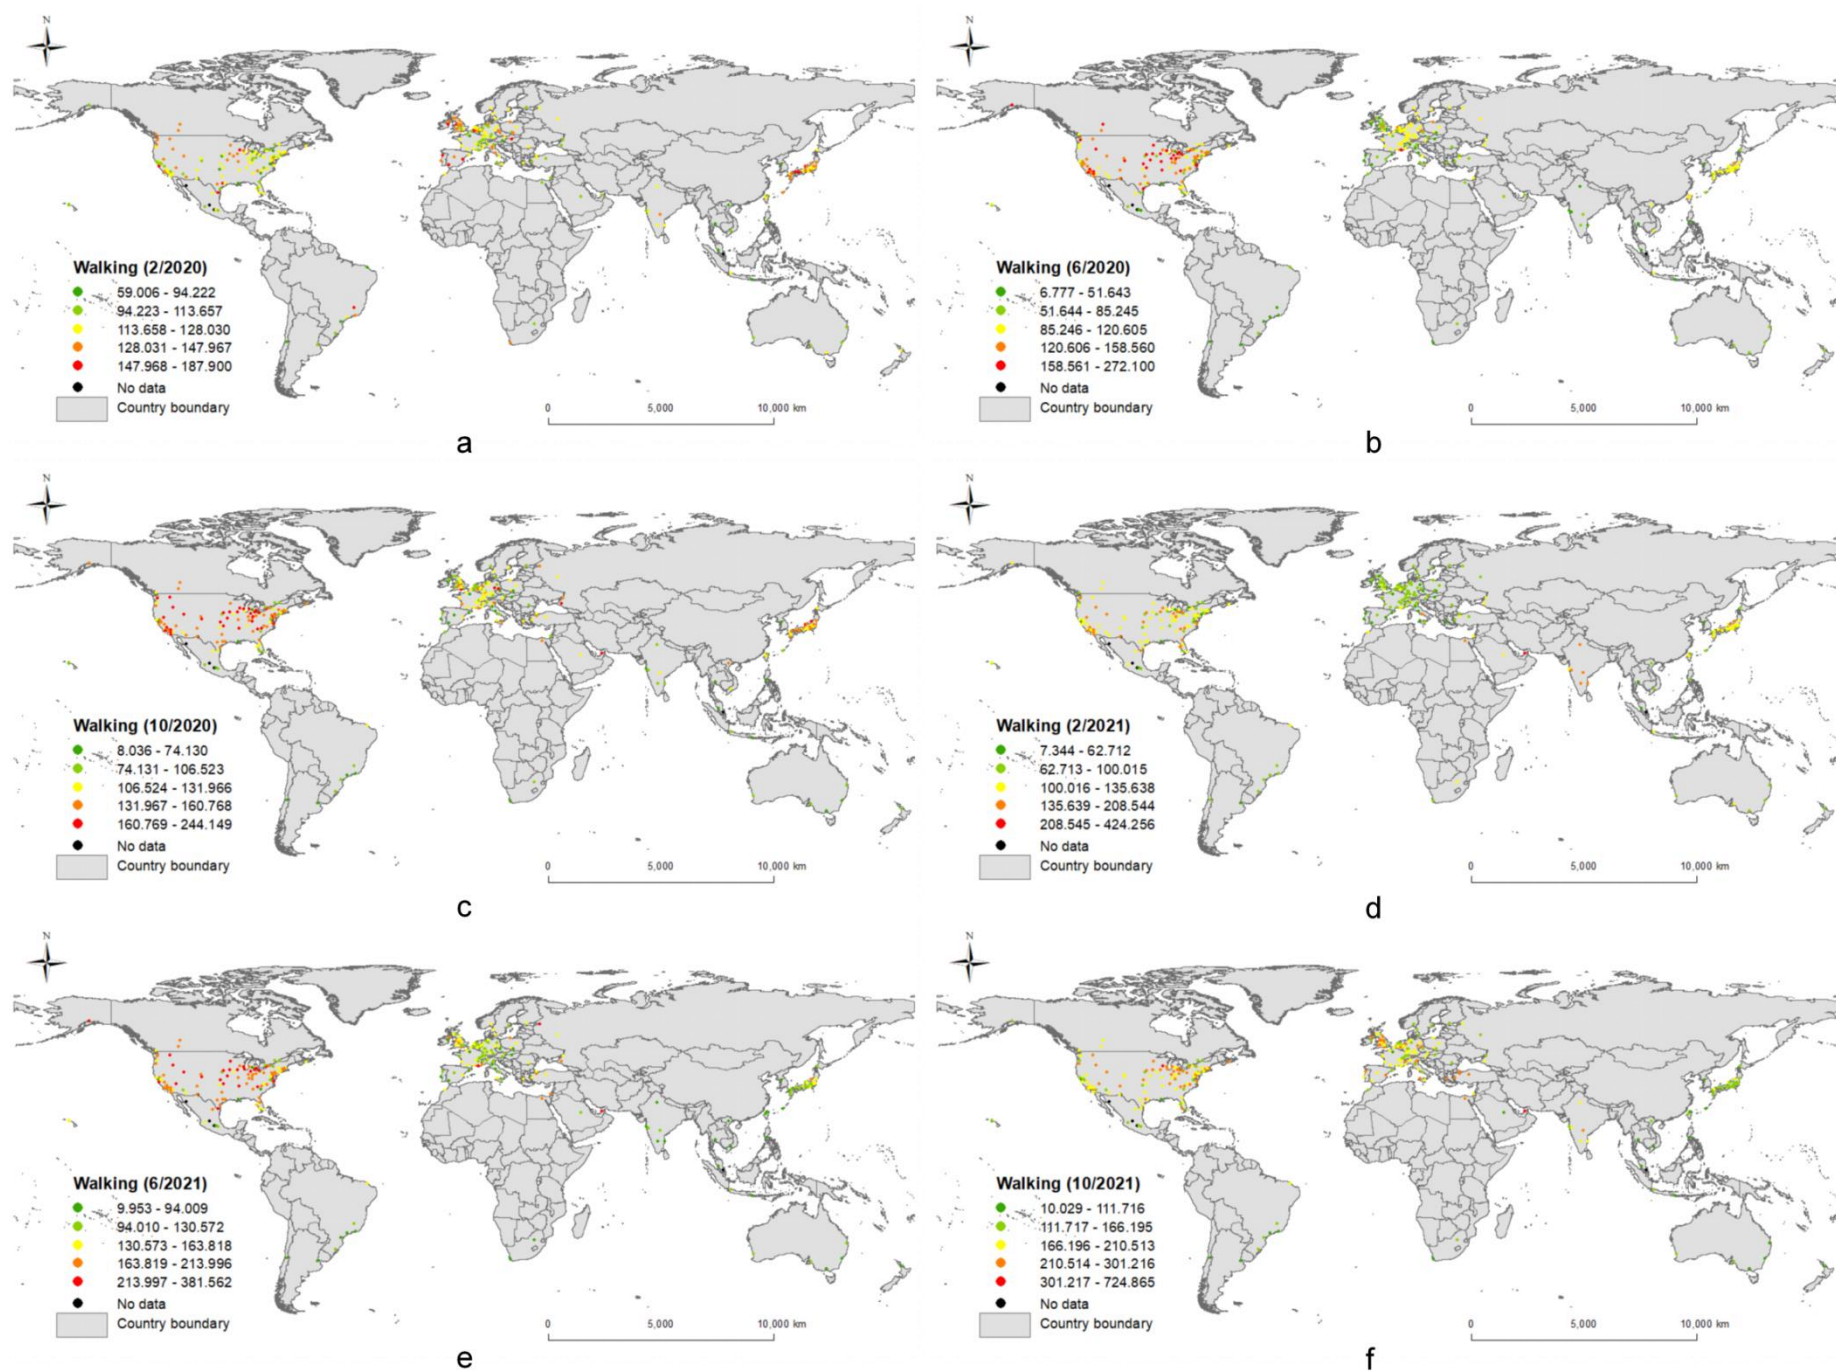 N
Walking (2/2020)
59.006 - 94.222
94.223 - 113.657
113.658 - 128.030
128.031 - 147.967
147.968 - 187.900
No data
Country boundary
0 5,000 10,000 km
a
N
Walking (6/2020)
6.777 - 51.643
51.644 - 85.245
85.246 - 120.605
120.606 - 158.560
158.561 - 272.100
No data
Country boundary
0 5,000 10,000 km
b
N
Walking (10/2020)
8.036 - 74.130
74.131 - 106.523
106.524 - 131.966
131.967 - 160.768
160.769 - 244.149
No data
Country boundary
0 5,000 10,000 km
c
N
Walking (2/2021)
7.344 - 62.712
62.713 - 100.015
100.016 - 135.638
135.639 - 208.544
208.545 - 424.256
No data
Country boundary
0 5,000 10,000 km
d
N
Walking (6/2021)
9.953 - 94.009
94.010 - 130.572
130.573 - 163.818
163.819 - 213.996
213.997 - 381.562
No data
Country boundary
0 5,000 10,000 km
e
N
Walking (10/2021)
10.029 - 111.716
111.717 - 166.195
166.196 - 210.513
210.514 - 301.216
301.217 - 724.865
No data
Country boundary
0 5,000 10,000 km
f